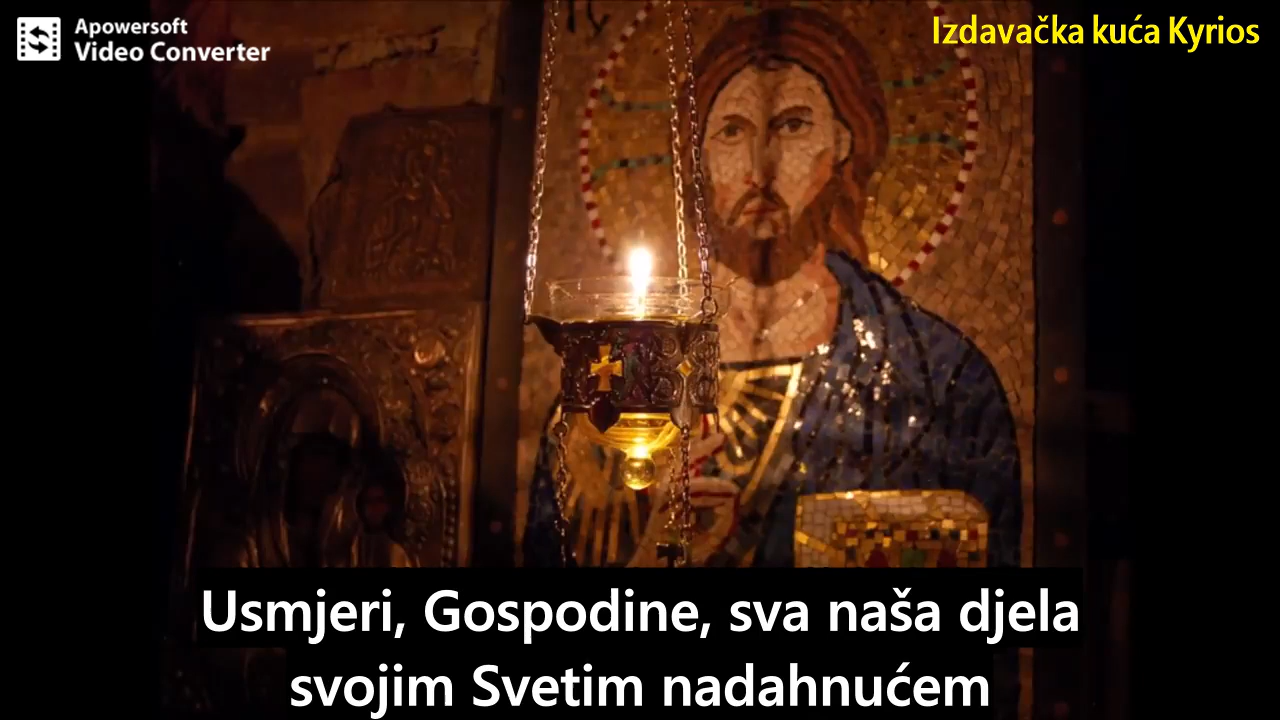 Apowersoft
Video Converter
Izdavačka kuća Kyrios
Usmjeri, Gospodine, sva naša djela
svojim Svetim nadahnućem